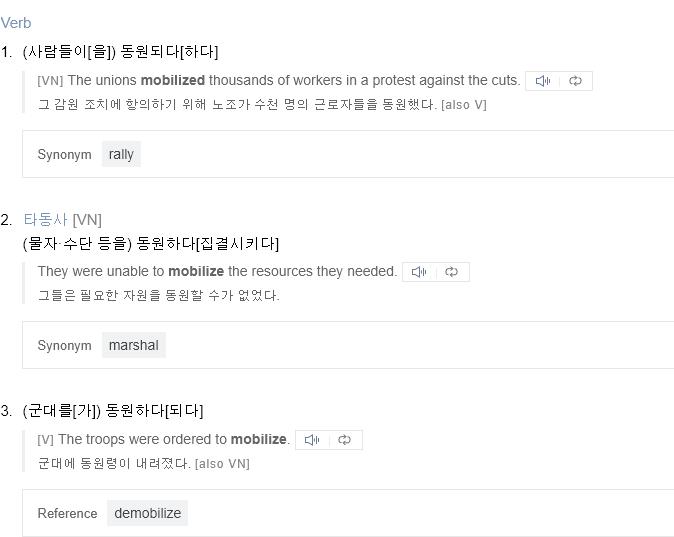 Verb
1. (사람들이[을]) 동원되다[하다]
[VN] The unions mobilized thousands of workers in a protest against the cuts.
그 감원 조치에 항의하기 위해 노조가 수천 명의 근로자들을 동원했다. [also V]
Synonym rally
2. 타동사 [VN]
(물자·수단 등을) 동원하다[집결시키다]
They were unable to mobilize the resources they needed.
그들은 필요한 자원을 동원할 수가 없었다.
Synonym marshal
3. (군대를[가]) 동원하다[되다]
[V] The troops were ordered to mobilize.
군대에 동원령이 내려졌다. [also VN]
Reference demobilize